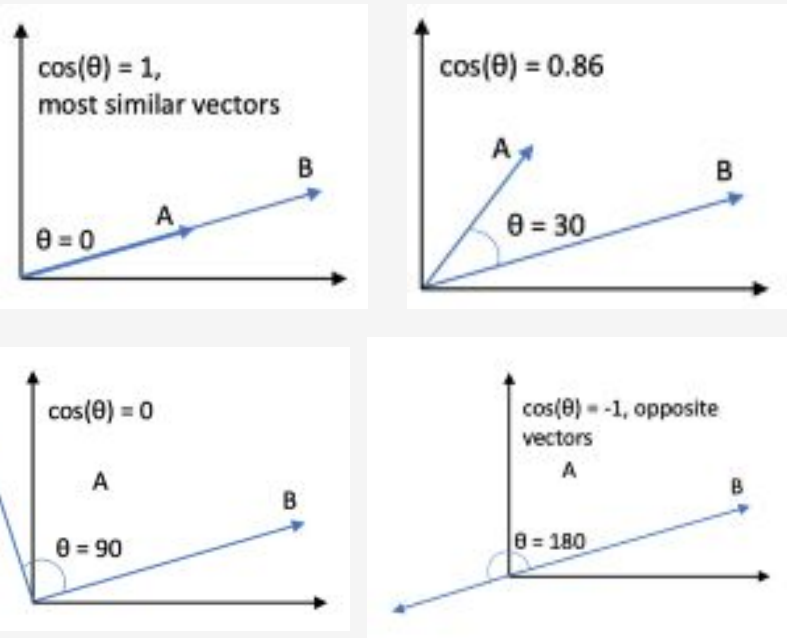 cos(θ) = 1,
most similar vectors
B
A
θ = 0
cos(θ) = 0.86
A
B
θ = 30
cos(θ) = 0
A
B
θ = 90
cos(θ) = -1, opposite
vectors
A
B
θ = 180